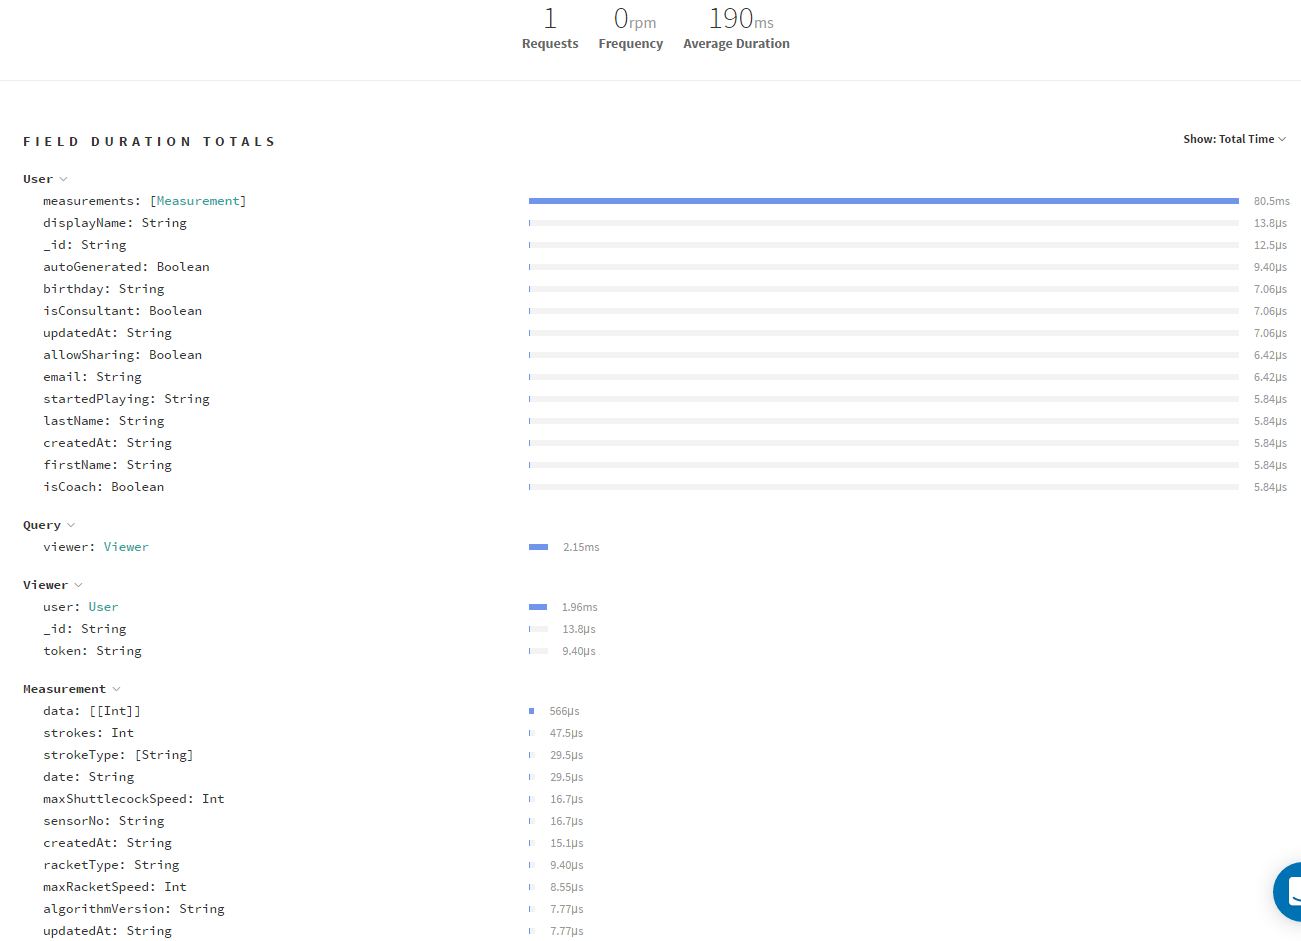 1 0rpm 190ms
Requests Frequency Average Duration
FIELD DURATION TOTALS Show: Total Time
User
measurements: [Measurement] 80.5ms
displayName: String 13.8µs
_id: String 12.5µs
autoGenerated: Boolean 9.40µs
birthday: String 7.06µs
isConsultant: Boolean 7.06µs
updatedAt: String 7.06µs
allowSharing: Boolean 6.42µs
email: String 6.42µs
startedPlaying: String 5.84µs
lastName: String 5.84µs
createdAt: String 5.84µs
firstName: String 5.84µs
isCoach: Boolean 5.84µs
Query
viewer: Viewer 2.15ms
Viewer
user: User 1.96ms
_id: String 13.8µs
token: String 9.40µs
Measurement
data: [[Int]] 566µs
strokes: Int 47.5µs
strokeType: [String] 29.5µs
date: String 29.5µs
maxShuttlecockSpeed: Int 16.7µs
sensorNo: String 16.7µs
createdAt: String 15.1µs
racketType: String 9.40µs
maxRacketSpeed: Int 8.55µs
algorithmVersion: String 7.77µs
updatedAt: String 7.77µs